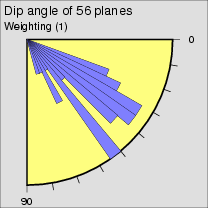 Dip angle of 56 planes
Weighting (1)
0
90